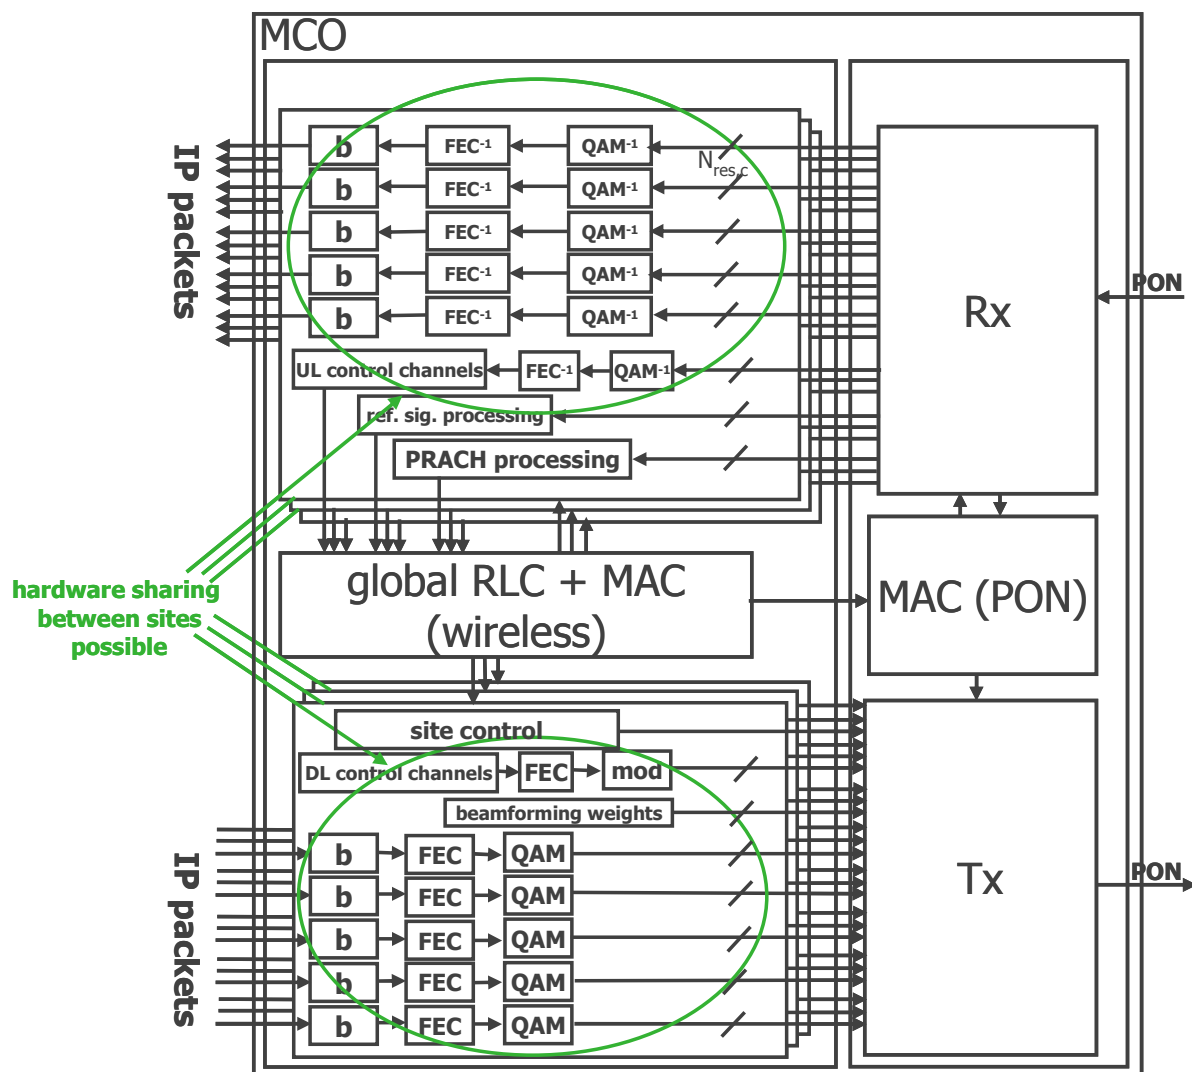 MCO
IP packets
b FEC-1 QAM-1 Nres,c
b FEC-1 QAM-1
b FEC-1 QAM-1
b FEC-1 QAM-1
b FEC-1 QAM-1
UL control channels FEC-1 QAM-1
ref. sig. processing
PRACH processing
Rx
PON
hardware sharing
between sites
possible
global RLC + MAC
(wireless)
MAC (PON)
site control
DL control channels FEC mod
beamforming weights
IP packets
b FEC QAM
b FEC QAM
b FEC QAM
b FEC QAM
b FEC QAM
Tx
PON